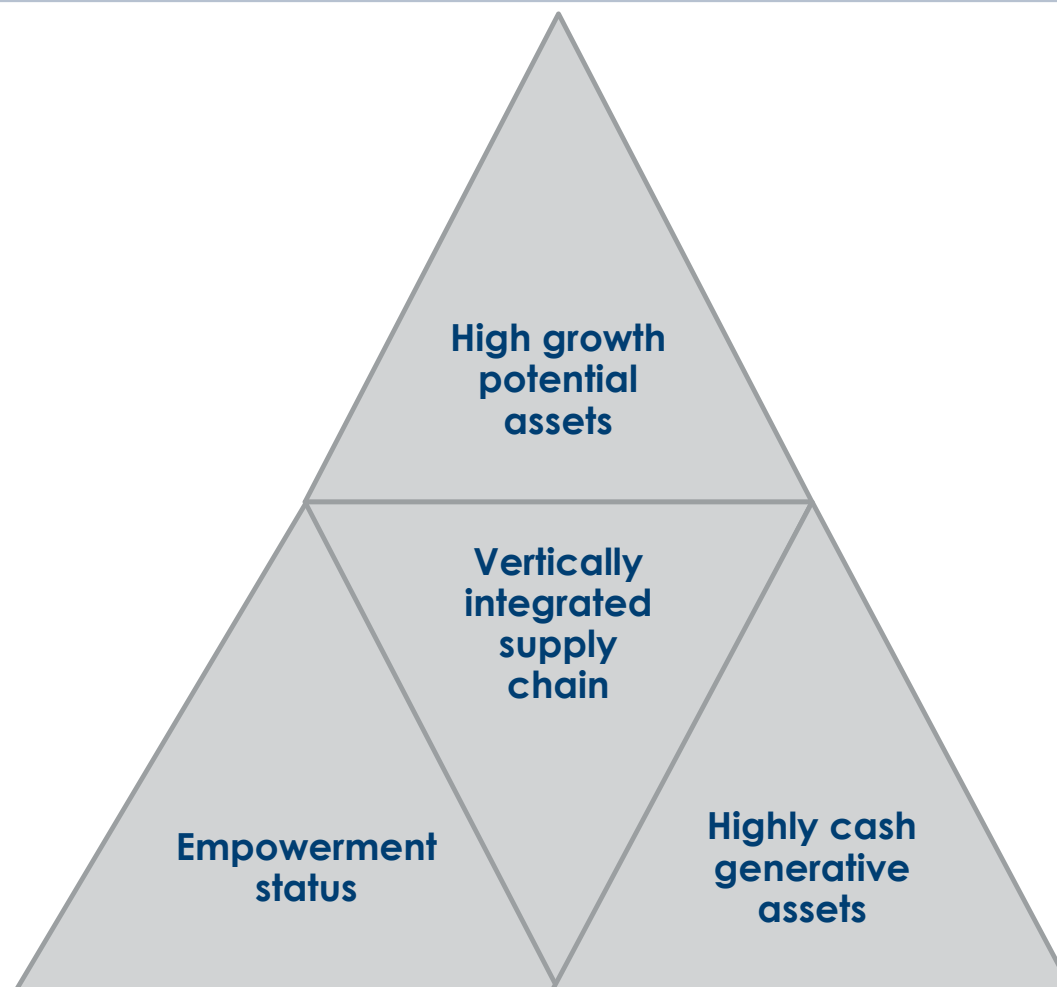 High growth
potential
assets
Vertically
integrated
supply
chain
Empowerment
status
Highly cash
generative
assets